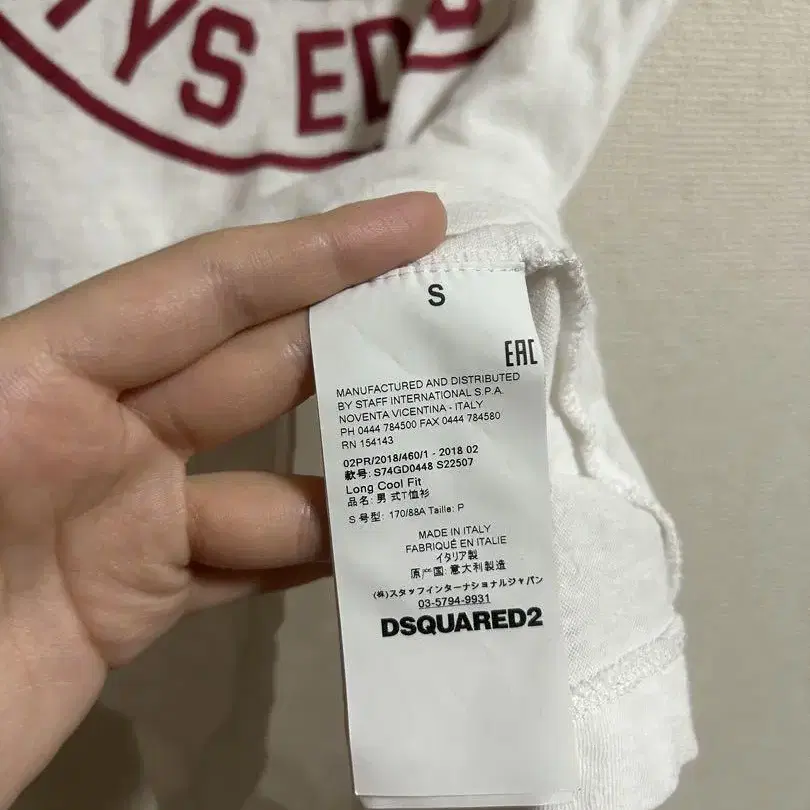 YS ED
S
EAC
MANUFACTURED AND DISTRIBUTED
BY STAFF INTERNATIONAL S.P.A.
NOVENTA VICENTINA - ITALY
PH 0444 784500 FAX 0444 784580
RN 154143
02PR/2018/460/1 - 2018 02
款号: S74GD0448 S22507
Long Cool Fit
品名: 男 式T恤衫
S 号型: 170/88A Taille: P
MADE IN ITALY
FABRIQUÉ EN ITALIE
イタリア製
原产国: 意大利製造
(株)スタッフインターナショナルジャパン
03-5794-9931
DSQUARED2